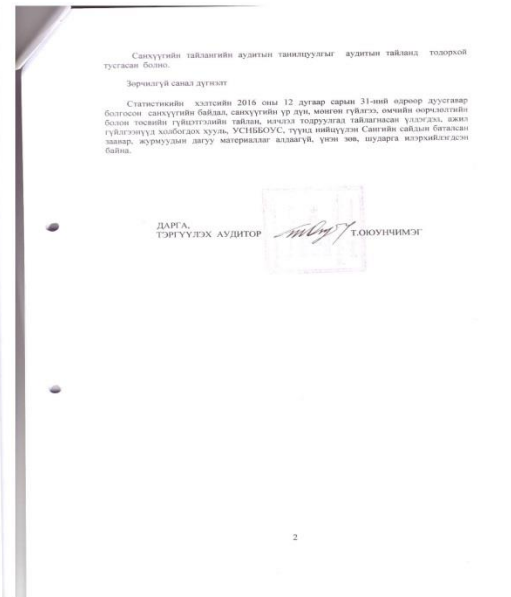 Санхүүгийн тайлангийн аудитын танилцуулгыг аудитын тайланд тодорхой
тусгасан болно.
Зөрчилгүй санал дүгнэлт
Статистикийн хэлтсийн 2016 оны 12 дугаар сарын 31-ний өдрөөр дуусгавар
болгосон санхүүгийн байдал, санхүүгийн үр дүн, мөнгөн гүйлгээ, өмчийн өөрчлөлтийн
болон төсвийн гүйцэтгэлийн тайлан, илчлэл тодруулгад тайлагнасан үлдэгдэл, ажил
гүйлгээнүүд холбогдох хууль, УСНББОУС, түүнд нийцүүлэн Сангийн сайдын баталсан
заавар, журмуудын дагуу материаллаг алдаагүй, үнэн зөв, шударга илэрхийлэгдсэн
байна.
ДАРГА,
ТЭРГҮҮЛЭХ АУДИТОР Т.ОЮУНЧИМЭГ
2